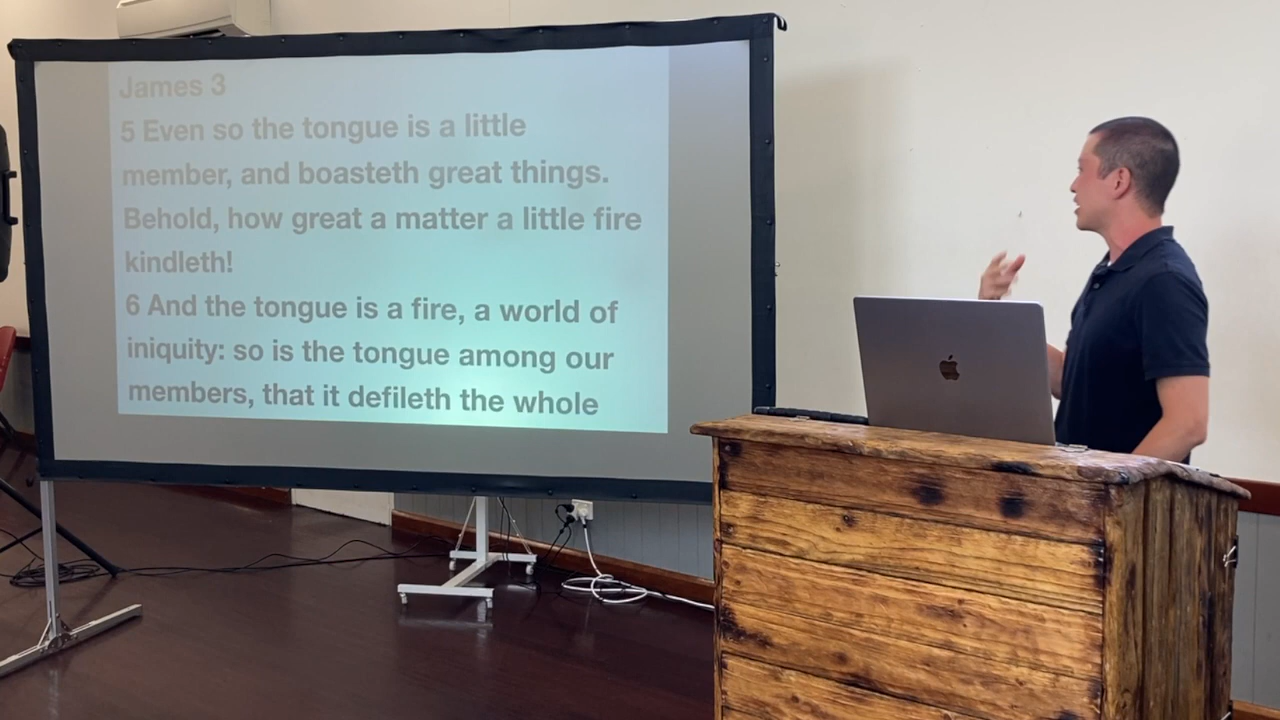 James 3
5 Even so the tongue is a little
member, and boasteth great things.
Behold, how great a matter a little fire
kindleth!
6 And the tongue is a fire, a world of
iniquity: so is the tongue among our
members, that it defileth the whole